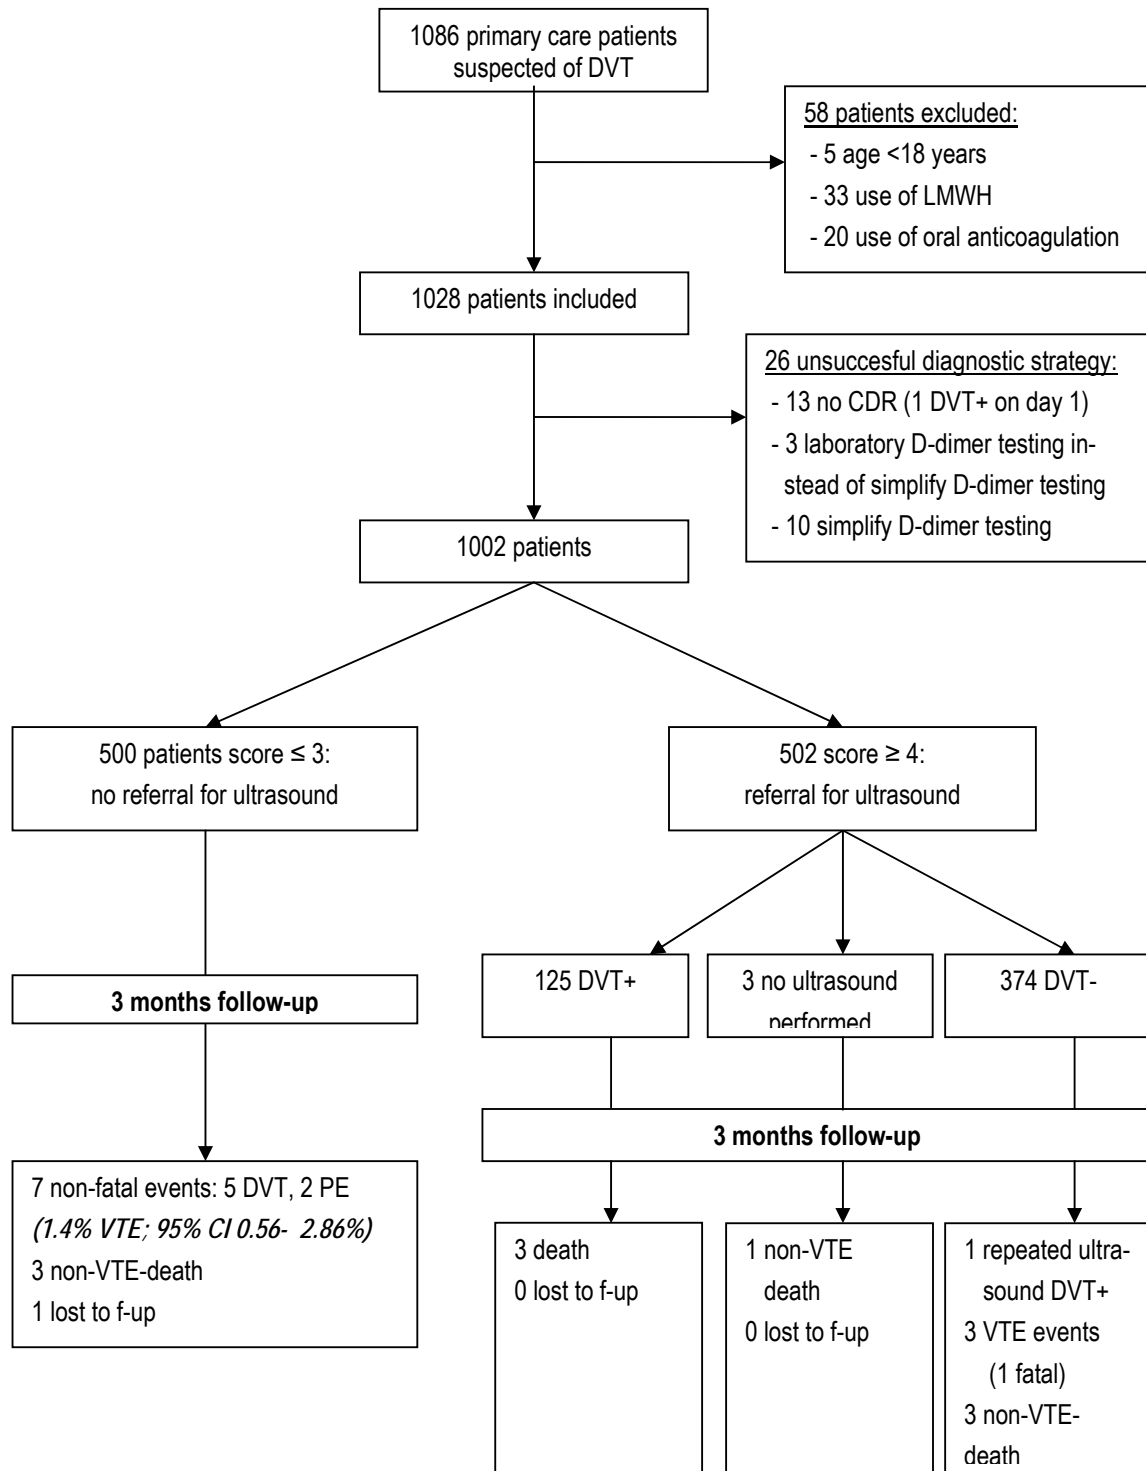 1086 primary care patients
suspected of DVT
58 patients excluded:
- 5 age <18 years
- 33 use of LMWH
- 20 use of oral anticoagulation
1028 patients included
26 unsuccesful diagnostic strategy:
- 13 no CDR (1 DVT+ on day 1)
- 3 laboratory D-dimer testing in-
stead of simplify D-dimer testing
- 10 simplify D-dimer testing
1002 patients
500 patients score ≤ 3:
no referral for ultrasound
502 score ≥ 4:
referral for ultrasound
125 DVT+
3 no ultrasound
performed
374 DVT-
3 months follow-up
3 months follow-up
7 non-fatal events: 5 DVT, 2 PE
(1.4% VTE; 95% CI 0.56- 2.86%)
3 non-VTE-death
1 lost to f-up
3 death
0 lost to f-up
1 non-VTE
death
0 lost to f-up
1 repeated ultra-
sound DVT+
3 VTE events
(1 fatal)
3 non-VTE-
death